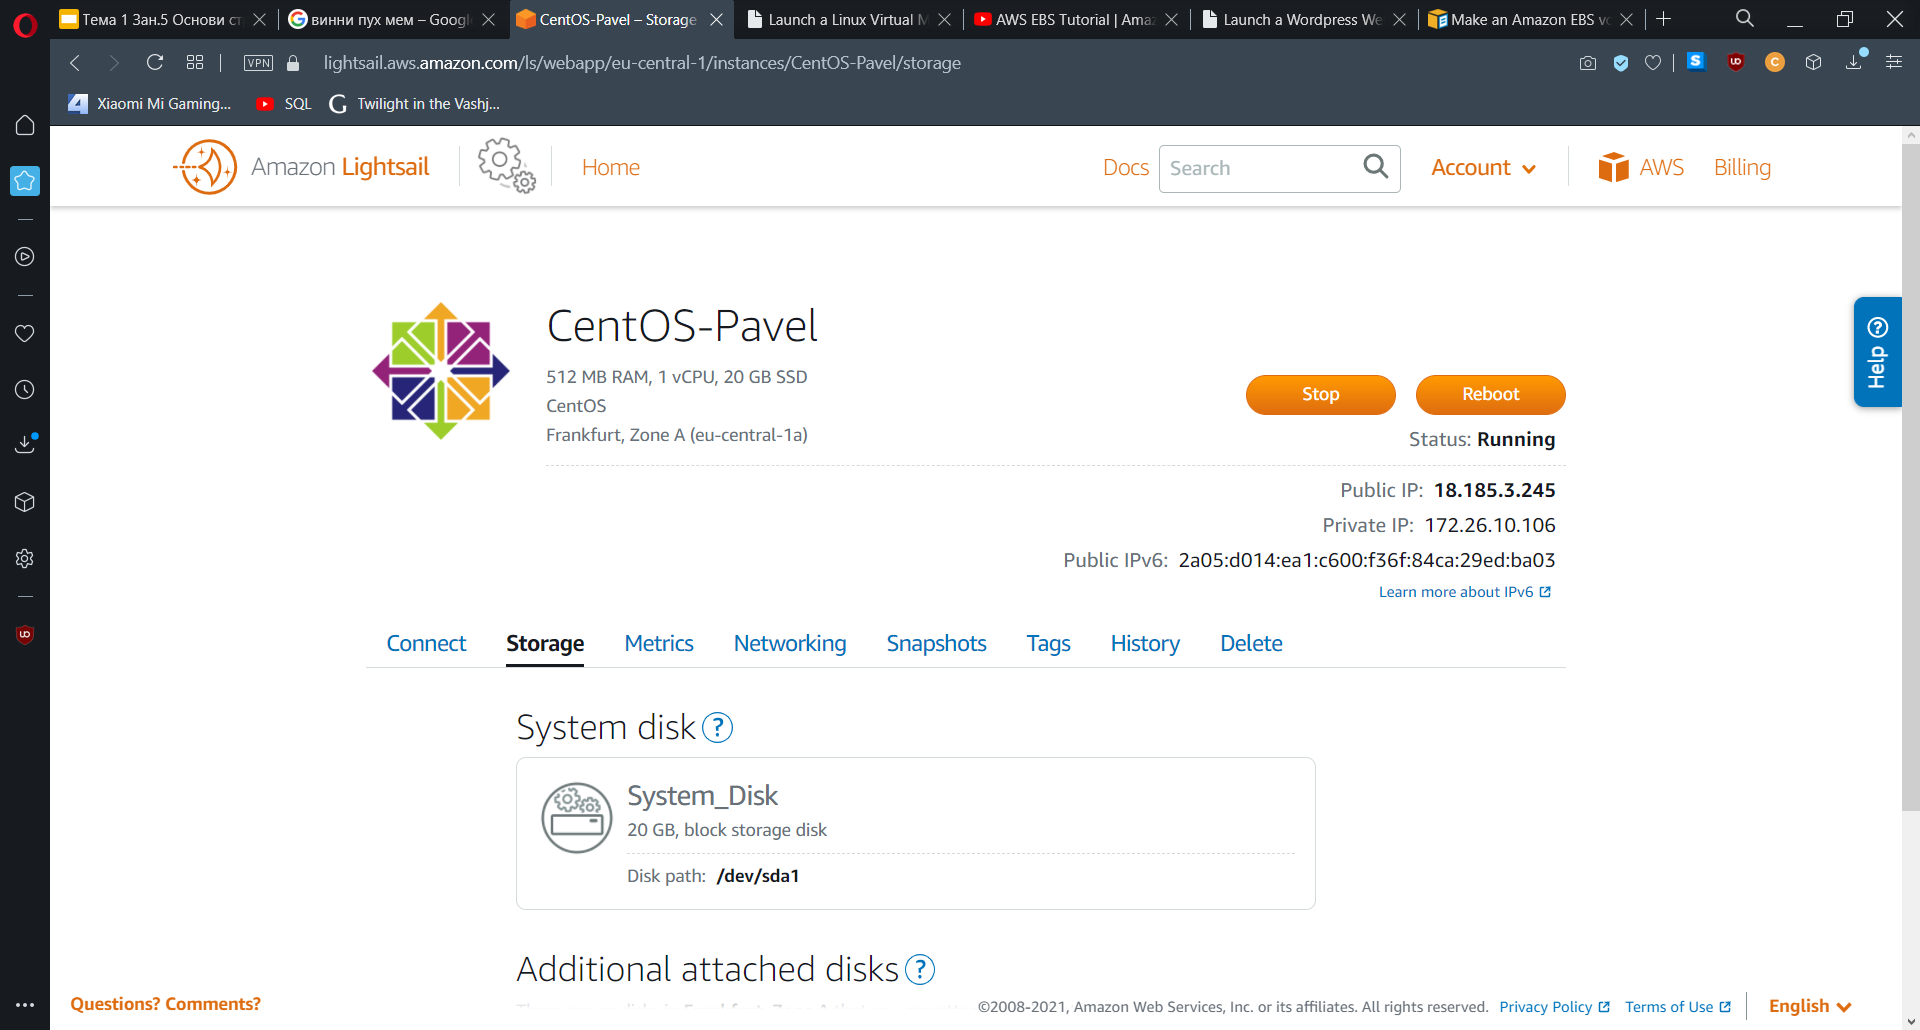 Тема 1 Зан.5 Основи ст
винни пух мем – Googl
CentOS-Pavel – Storage
Launch a Linux Virtual M
AWS EBS Tutorial | Amaz
Launch a Wordpress We
Make an Amazon EBS vo
VPN
lightsail.aws.amazon.com/ls/webapp/eu-central-1/instances/CentOS-Pavel/storage
Xiaomi Mi Gaming...
SQL
Twilight in the Vashj...
Amazon Lightsail
Home
Docs
Search
Account
AWS
Billing
Help
CentOS-Pavel
512 MB RAM, 1 vCPU, 20 GB SSD
CentOS
Frankfurt, Zone A (eu-central-1a)
Stop
Reboot
Status: Running
Public IP: 18.185.3.245
Private IP: 172.26.10.106
Public IPv6: 2a05:d014:ea1:c600:f36f:84ca:29ed:ba03
Learn more about IPv6
Connect Storage Metrics Networking Snapshots Tags History Delete
System disk ?
System_Disk
20 GB, block storage disk
Disk path: /dev/sda1
Additional attached disks ?
Questions? Comments?
©2008-2021, Amazon Web Services, Inc. or its affiliates. All rights reserved. Privacy Policy Terms of Use
English